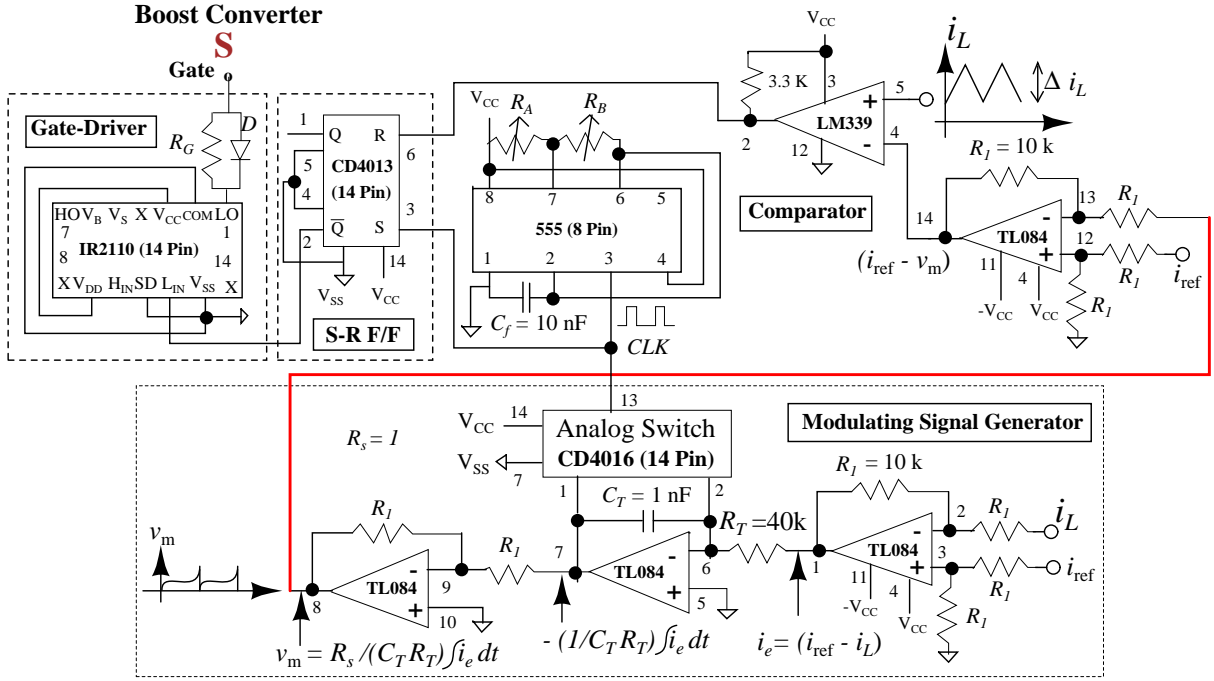 Boost Converter
S
Gate
Gate-Driver
R_G
D
HO V_B V_S X V_CC COM LO
7
1
IR2110 (14 Pin)
8
14
X V_DD H_IN SD L_IN V_SS X
1
Q
R
5
6
CD4013
4
(14 Pin)
3
Q̅
S
2
14
V_SS
V_CC
S-R F/F
V_CC
R_A
R_B
8
7
6
5
555 (8 Pin)
1
2
3
4
C_f = 10 nF
CLK
V_CC
3.3 K
3
+
5
LM339
2
4
-
12
Comparator
i_L
Δ i_L
R_1 = 10 k
13
R_1
14
-
TL084
12
+
11
4
R_1
i_ref
(i_ref - v_m)
-V_CC
V_CC
R_1
13
V_CC
14
Analog Switch
CD4016 (14 Pin)
V_SS
7
1
2
Modulating Signal Generator
R_s = 1
C_T = 1 nF
R_T =40k
R_1 = 10 k
v_m
R_1
-
9
TL084
8
+
10
R_1
7
-
TL084
6
+
5
2
-
R_1
i_L
TL084
3
1
+
i_ref
11
4
R_1
-V_CC
V_CC
R_1
v_m = R_s /(C_T R_T) ∫i_e dt
- (1/C_T R_T) ∫i_e dt
i_e = (i_ref - i_L)